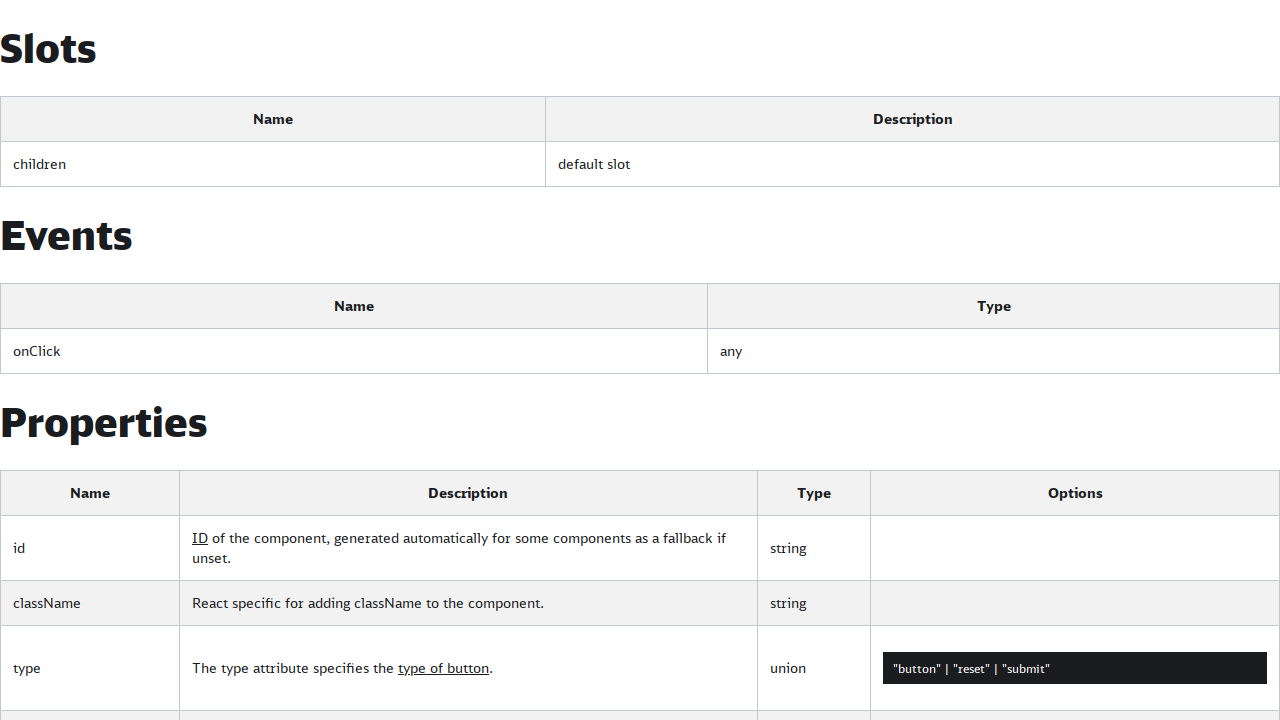 Slots
Name Description
children default slot
Events
Name Type
onClick any
Properties
Name Description Type Options
id ID of the component, generated automatically for some components as a fallback if unset. string
className React specific for adding className to the component. string
type The type attribute specifies the type of button. union "button" | "reset" | "submit"